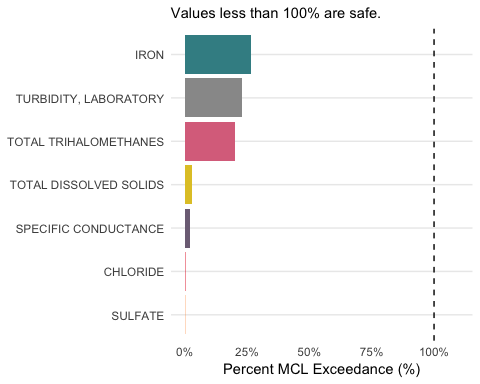 Values less than 100% are safe.
IRON
TURBIDITY, LABORATORY
TOTAL TRIHALOMETHANES
TOTAL DISSOLVED SOLIDS
SPECIFIC CONDUCTANCE
CHLORIDE
SULFATE
0% 25% 50% 75% 100%
Percent MCL Exceedance (%)